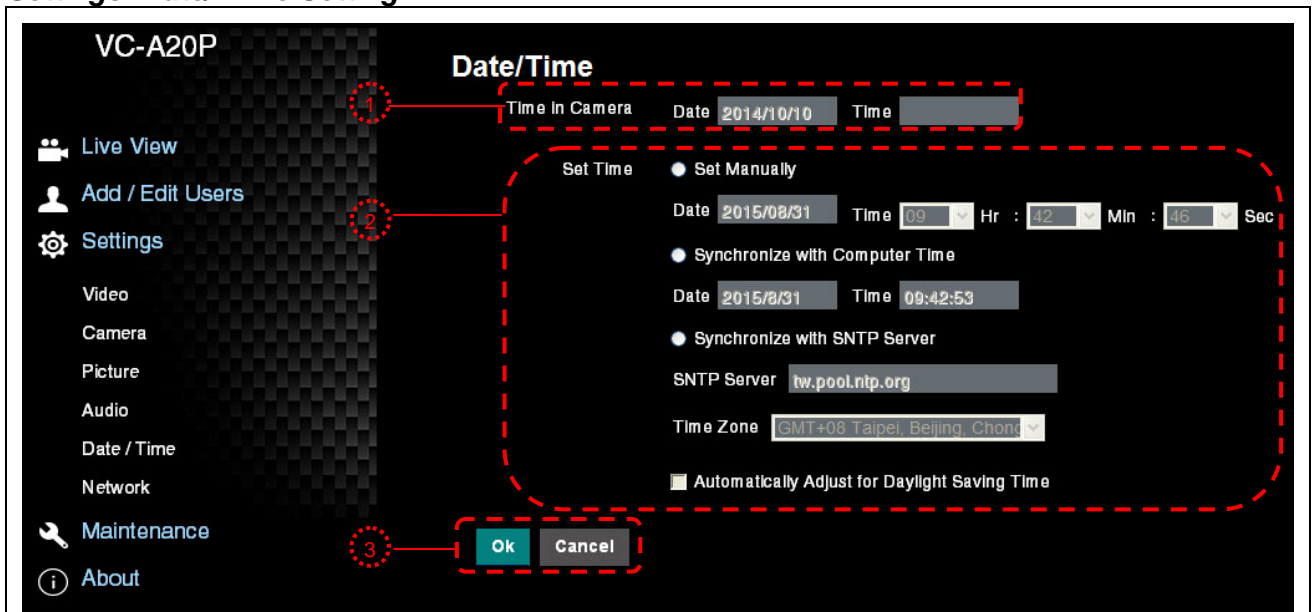 VC-A20P
Live View
Add / Edit Users
Settings
Video
Camera
Picture
Audio
Date / Time
Network
Maintenance
About
Date/Time
1
Time in Camera Date 2014/10/10 Time
2
Set Time Set Manually
Date 2015/08/31 Time 09 Hr : 42 Min : 46 Sec
Synchronize with Computer Time
Date 2015/8/31 Time 09:42:53
Synchronize with SNTP Server
SNTP Server tw.pool.ntp.org
Time Zone GMT+08 Taipei, Beijing, Chong
Automatically Adjust for Daylight Saving Time
3
Ok Cancel